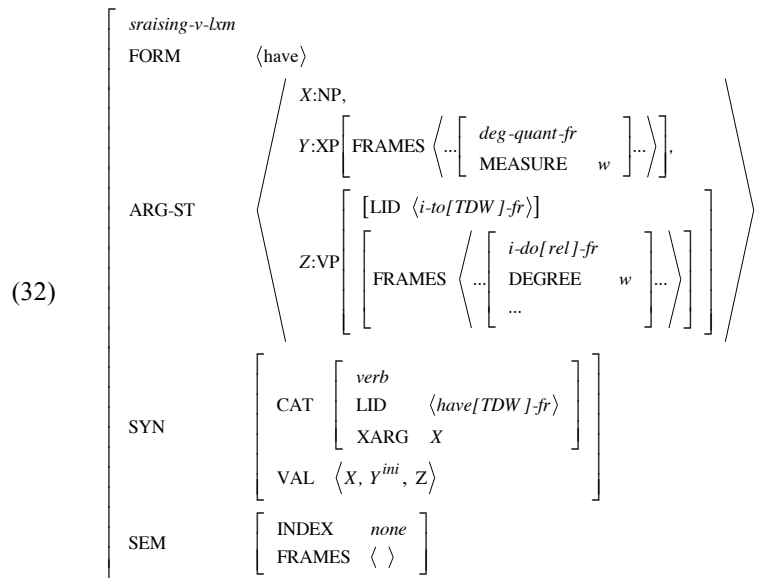 sraising-v-lxm
FORM ⟨have⟩
X:NP,
Y:XP[FRAMES ⟨...[deg-quant-fr
MEASURE w]...⟩],
ARG-ST
[LID ⟨i-to[TDW]-fr⟩]
Z:VP
i-do[rel]-fr
FRAMES ⟨...[DEGREE w]...⟩
...
(32)
verb
CAT LID ⟨have[TDW]-fr⟩
XARG X
SYN
VAL ⟨X, Y^ini, Z⟩
INDEX none
SEM
FRAMES ⟨ ⟩